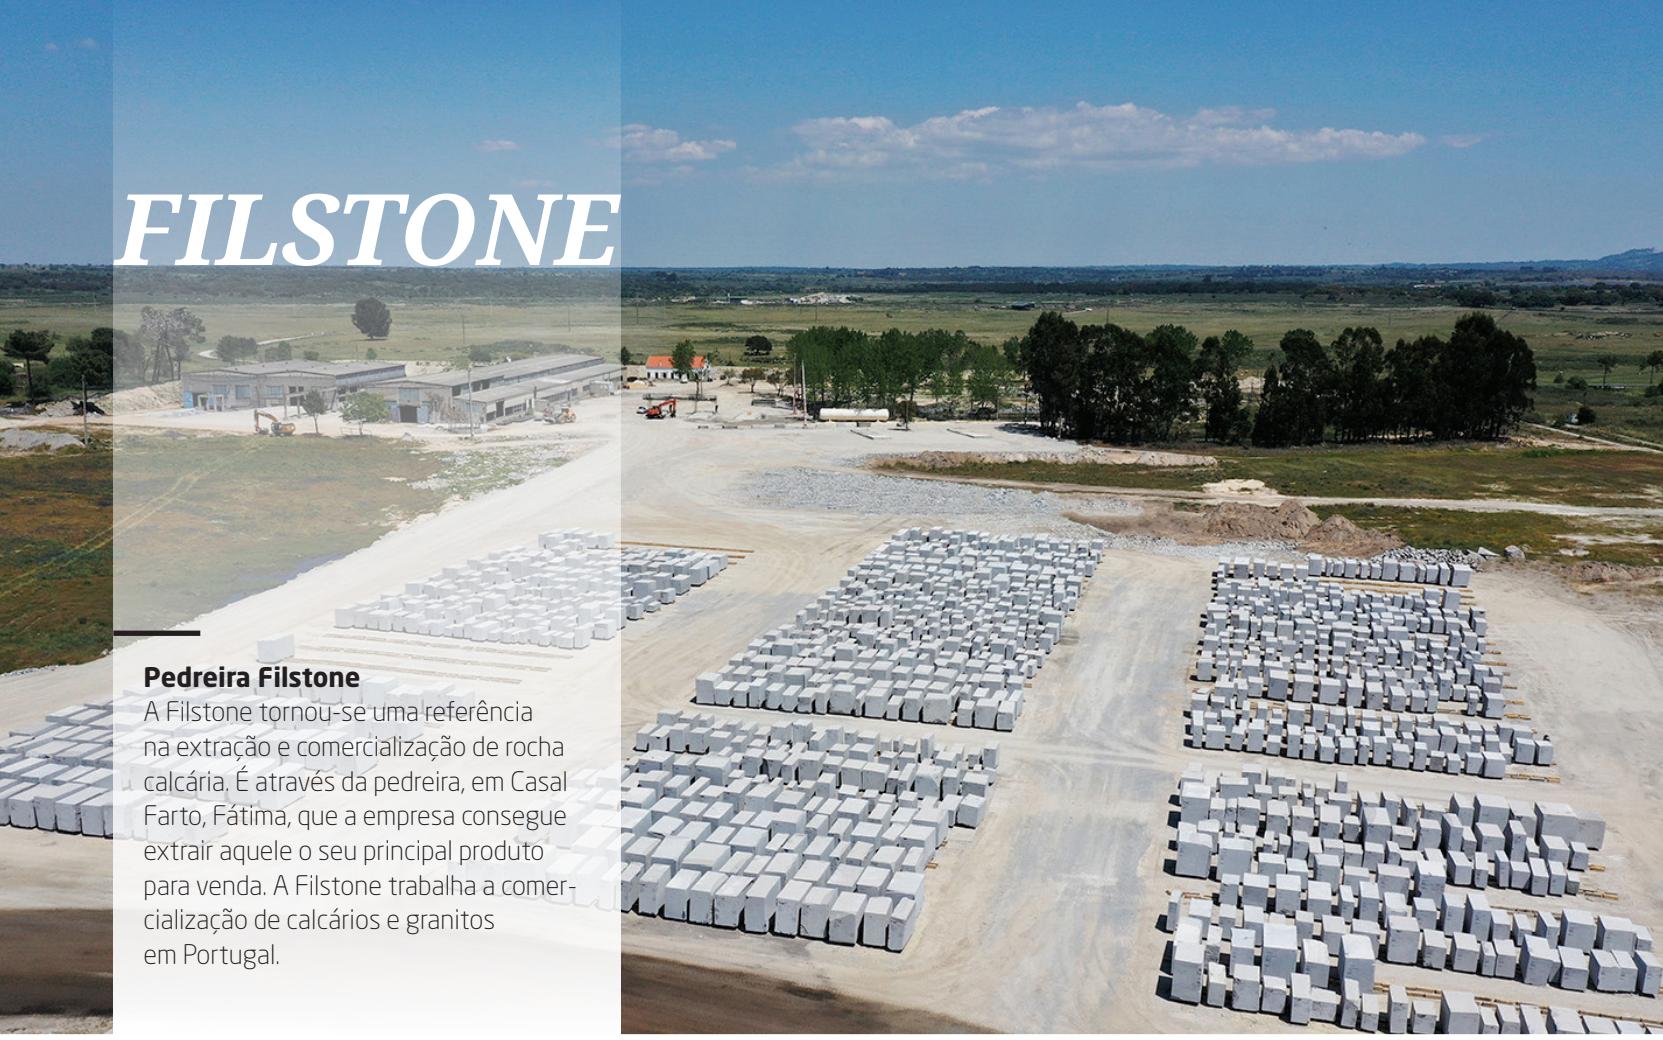 FILSTONE
Pedreira Filstone
A Filstone tornou-se uma referência
na extração e comercialização de rocha
calcária. É através da pedreira, em Casal
Farto, Fátima, que a empresa consegue
extrair aquele o seu principal produto
para venda. A Filstone trabalha a comer-
cialização de calcários e granitos
em Portugal.